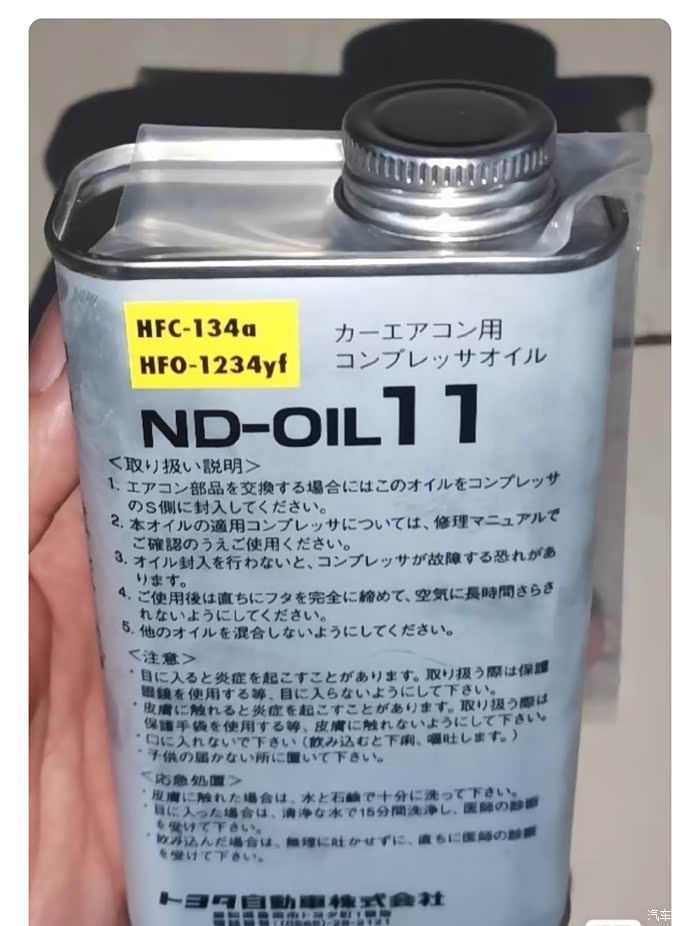 HFC-134a
HFO-1234yf
カーエアコン用
コンプレッサオイル
ND-OIL11
＜取り扱い説明＞
1. エアコン部品を交換する場合にはこのオイルをコンプレッサ
のS側に封入してください。
2. 本オイルの適用コンプレッサについては、修理マニュアルで
ご確認のうえご使用ください。
3. オイル封入を行わないと、コンプレッサが故障する恐れがあ
ります。
4. ご使用後は直ちにフタを完全に締めて、空気に長時間さらさ
れないようにしてください。
5. 他のオイルを混合しないようにしてください。
＜注意＞
・目に入ると炎症を起こすことがあります。取り扱う際は保護
眼鏡を使用する等、目に入らないようにして下さい。
・皮膚に触れると炎症を起こすことがあります。取り扱う際は
保護手袋を使用する等、皮膚に触れないようにして下さい。
・口に入れないで下さい（飲み込むと下痢、嘔吐します。）
・子供の届かない所に置いて下さい。
＜応急処置＞
・皮膚に触れた場合は、水と石鹸で十分に洗って下さい。
・目に入った場合は、清浄な水で15分間洗浄し、医師の診断
を受けて下さい。
・飲み込んだ場合は、無理に吐かせずに、直ちに医師の診断
を受けて下さい。
トヨタ自動車株式会社
愛知県豊田市トヨタ町1番地
電話番号 (0565)-28-2121
汽车